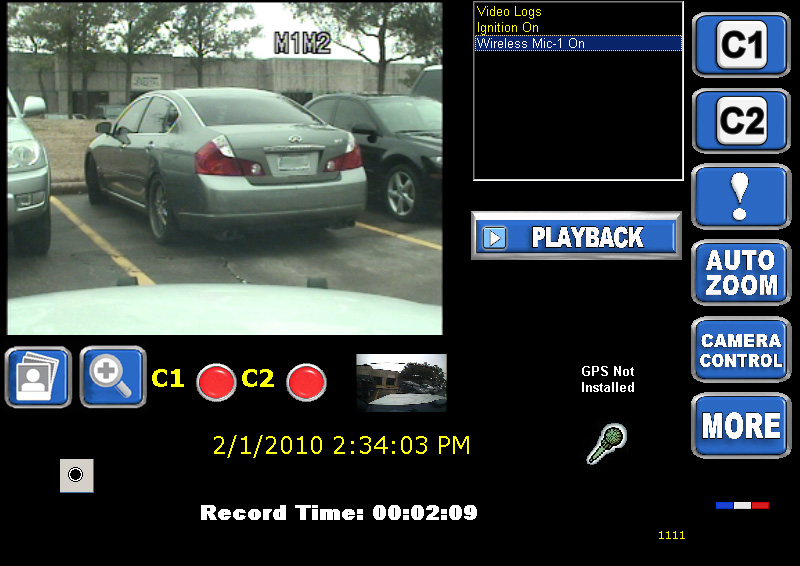 M1M2
Video Logs
Ignition On
Wireless Mic-1 On
C1
C2
!
PLAYBACK
AUTO
ZOOM
CAMERA
CONTROL
MORE
C1
C2
GPS Not
Installed
2/1/2010 2:34:03 PM
Record Time: 00:02:09
1111